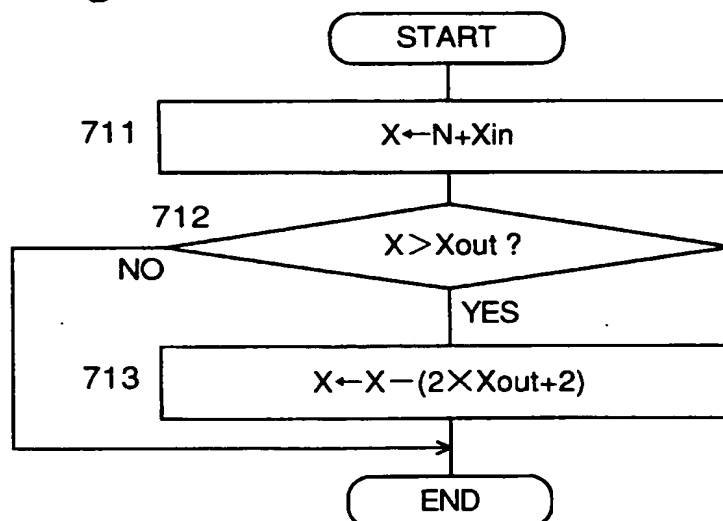 START
711
X←N+Xin
712
X>Xout ?
NO
YES
713
X←X−(2×Xout+2)
END